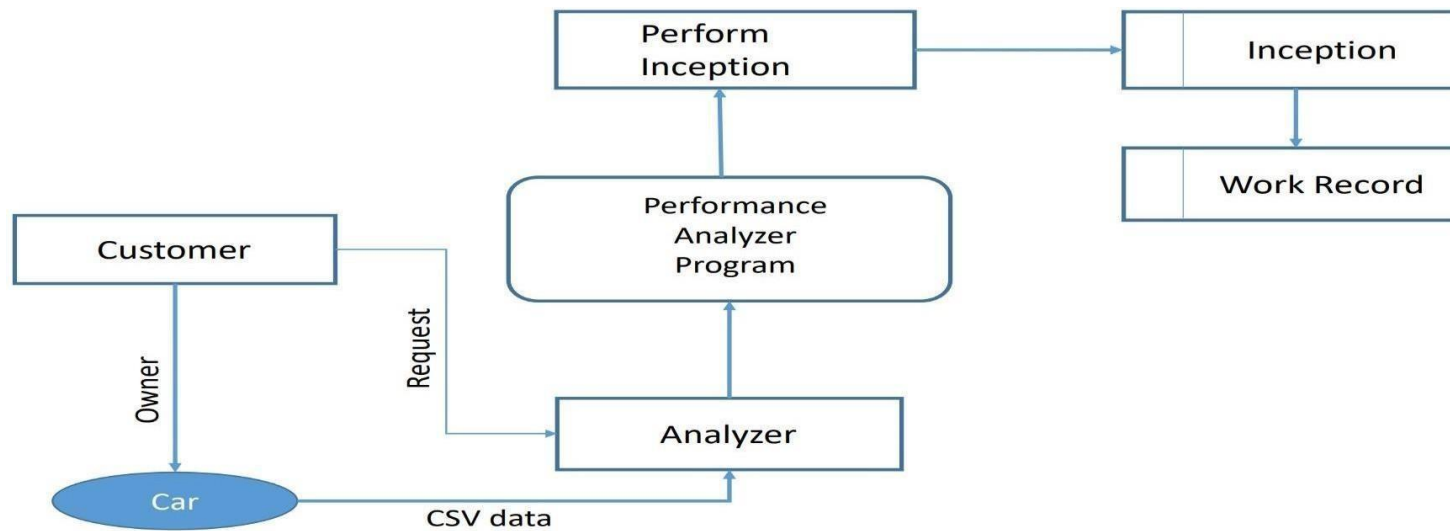 Perform
Inception
Inception
Work Record
Performance
Analyzer
Program
Customer
Owner
Request
Analyzer
Car
CSV data